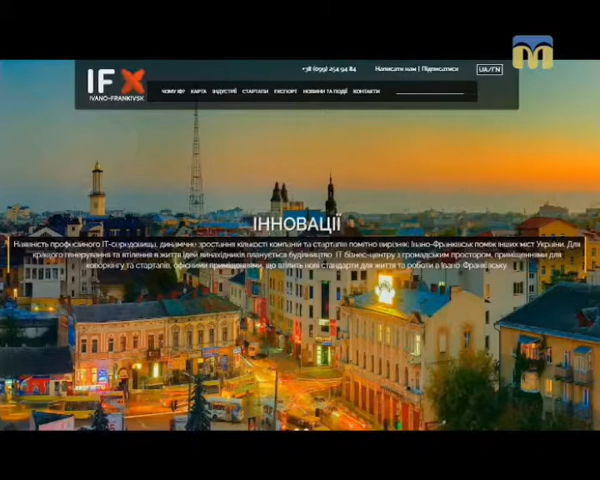 +38 (099) 254 94 84 Написати нам | Підписатися UA/EN
IF X
IVANO-FRANKIVSK
ЧОМУ ІФ? КАРТА ІНДУСТРІЇ СТАРТАПИ ЕКСПОРТ НОВИНИ ТА ПОДІЇ КОНТАКТИ
ІННОВАЦІЇ
Наявність професійного ІТ-середовища, динамічне зростання кількості компаній та стартапів помітно вирізняє Івано-Франківськ поміж інших міст України. Для
кращого генерування та втілення в життя ідей винахідників планується будівництво ІТ бізнес-центру з громадським простором, приміщеннями для
коворкінгу та стартапів, офісними приміщеннями, що втілять нові стандарти для життя та роботи в Івано-Франківську